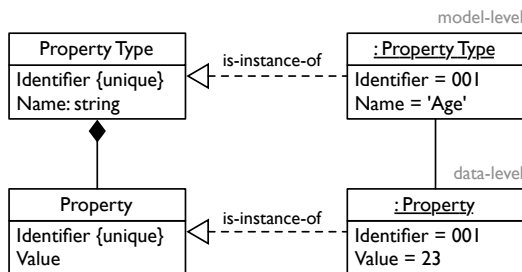 model-level
Property Type
Identifier {unique}
Name: string
is-instance-of
: Property Type
Identifier = 001
Name = 'Age'
data-level
Property
Identifier {unique}
Value
is-instance-of
: Property
Identifier = 001
Value = 23